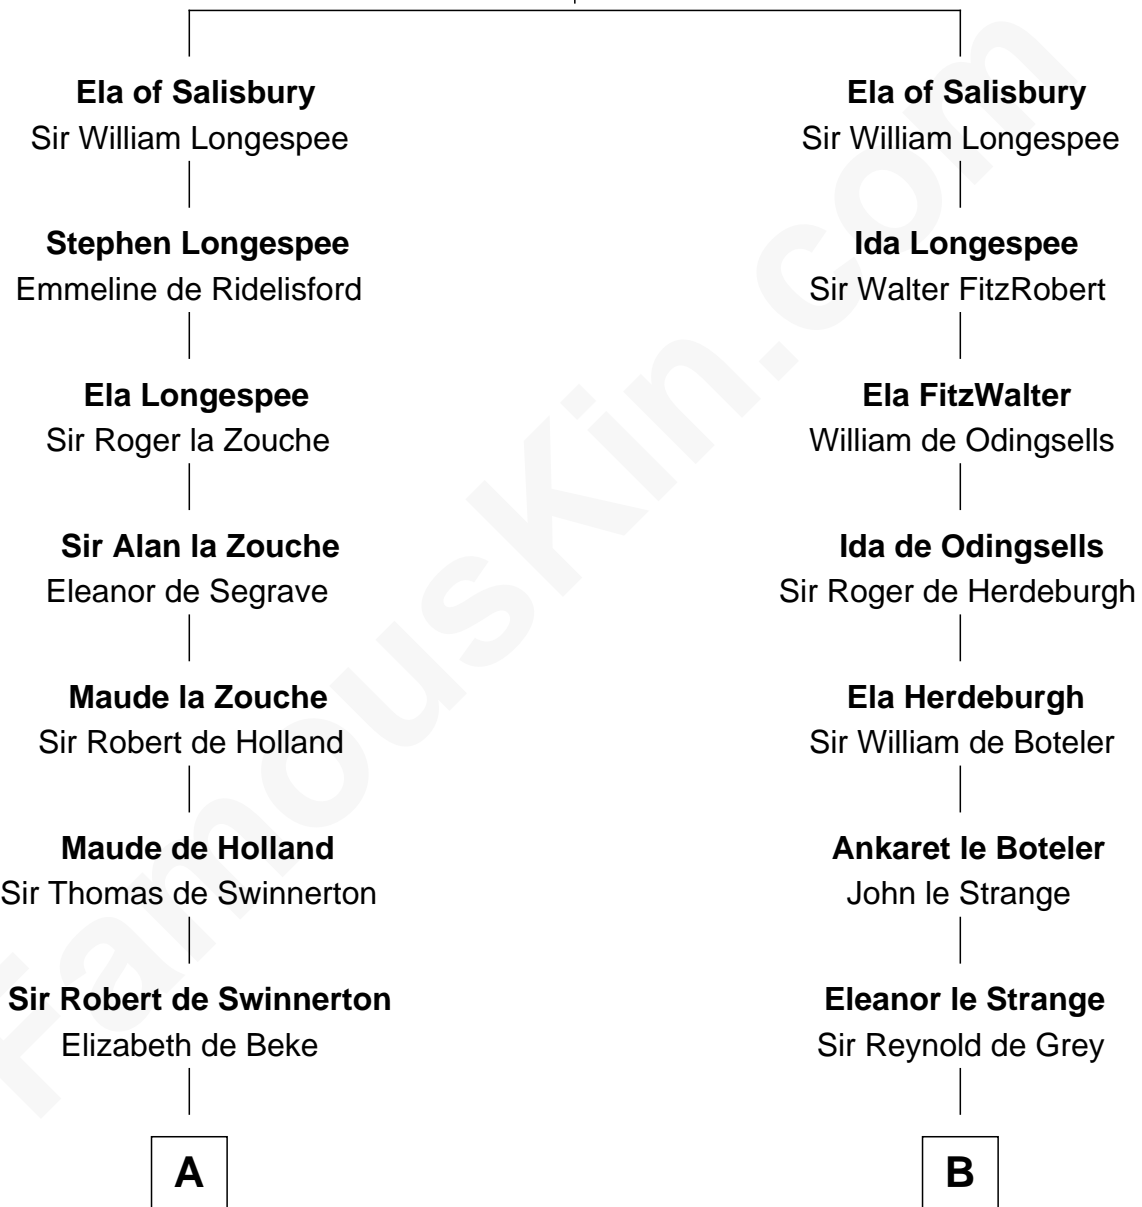 Ela of Salisbury
Sir William Longespee
Stephen Longespee
Emmeline de Ridelisford
Ela Longespee
Sir Roger la Zouche
Sir Alan la Zouche
Eleanor de Segrave
Maude la Zouche
Sir Robert de Holland
Maude de Holland
Sir Thomas de Swinnerton
Sir Robert de Swinnerton
Elizabeth de Beke
A
Ela of Salisbury
Sir William Longespee
Ida Longespee
Sir Walter FitzRobert
Ela FitzWalter
William de Odingsells
Ida de Odingsells
Sir Roger de Herdeburgh
Ela Herdeburgh
Sir William de Boteler
Ankaret le Boteler
John le Strange
Eleanor le Strange
Sir Reynold de Grey
B
FamousKin.com